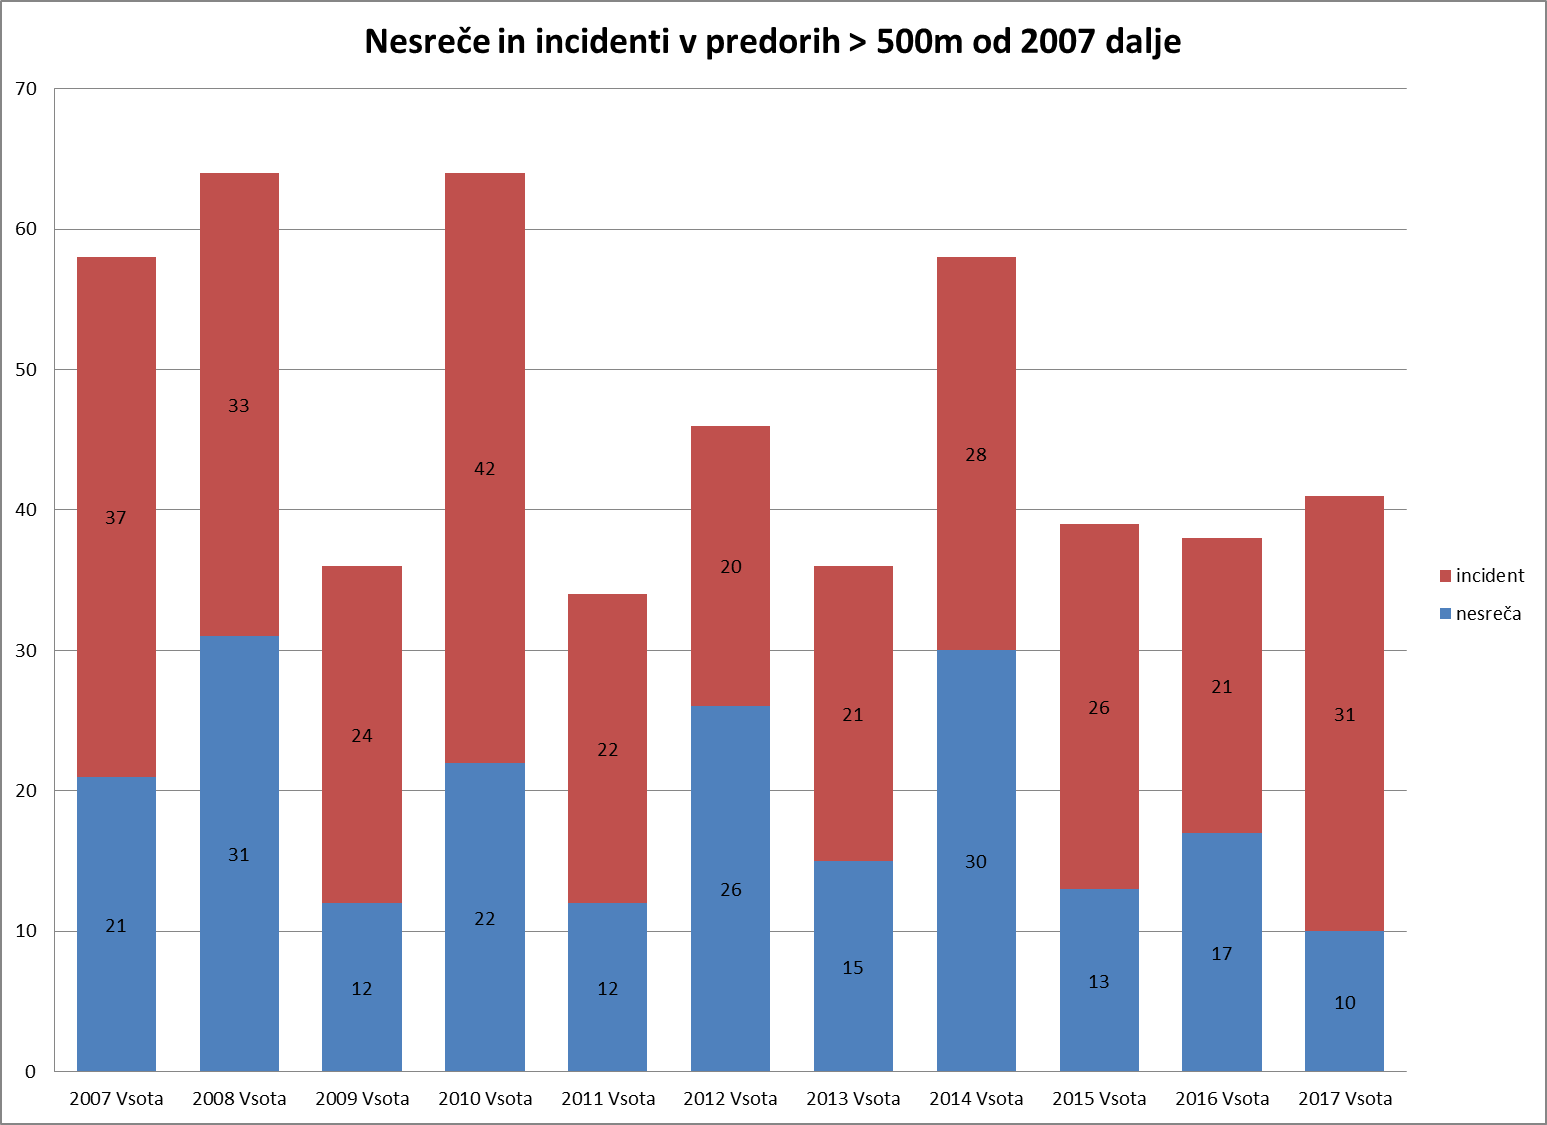 Nesreče in incidenti v predorih > 500m od 2007 dalje
70
60
50
40
30
20
10
0
37
33
24
42
22
20
21
28
26
21
31
21
31
12
22
12
26
15
30
13
17
10
2007 Vsota
2008 Vsota
2009 Vsota
2010 Vsota
2011 Vsota
2012 Vsota
2013 Vsota
2014 Vsota
2015 Vsota
2016 Vsota
2017 Vsota
incident
nesreča